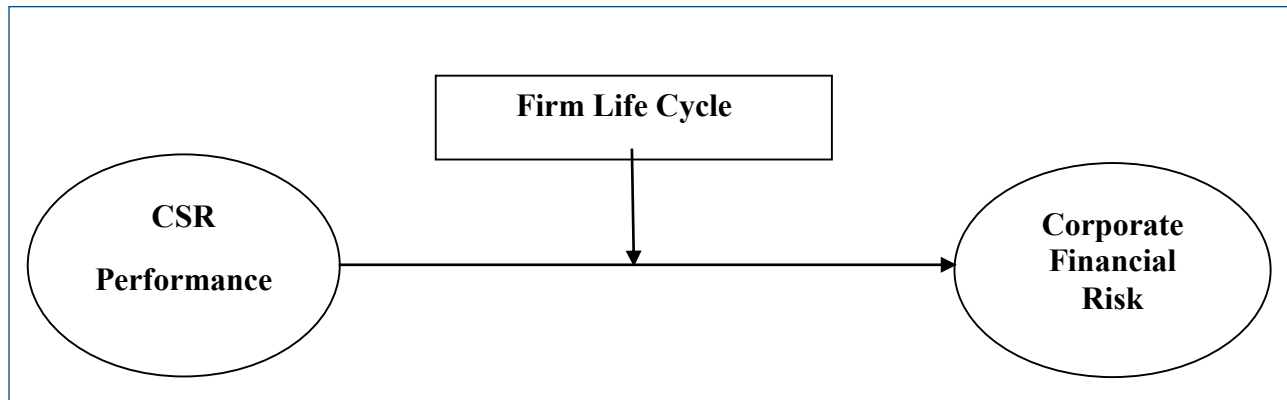 Firm Life Cycle
CSR
Performance
Corporate
Financial
Risk